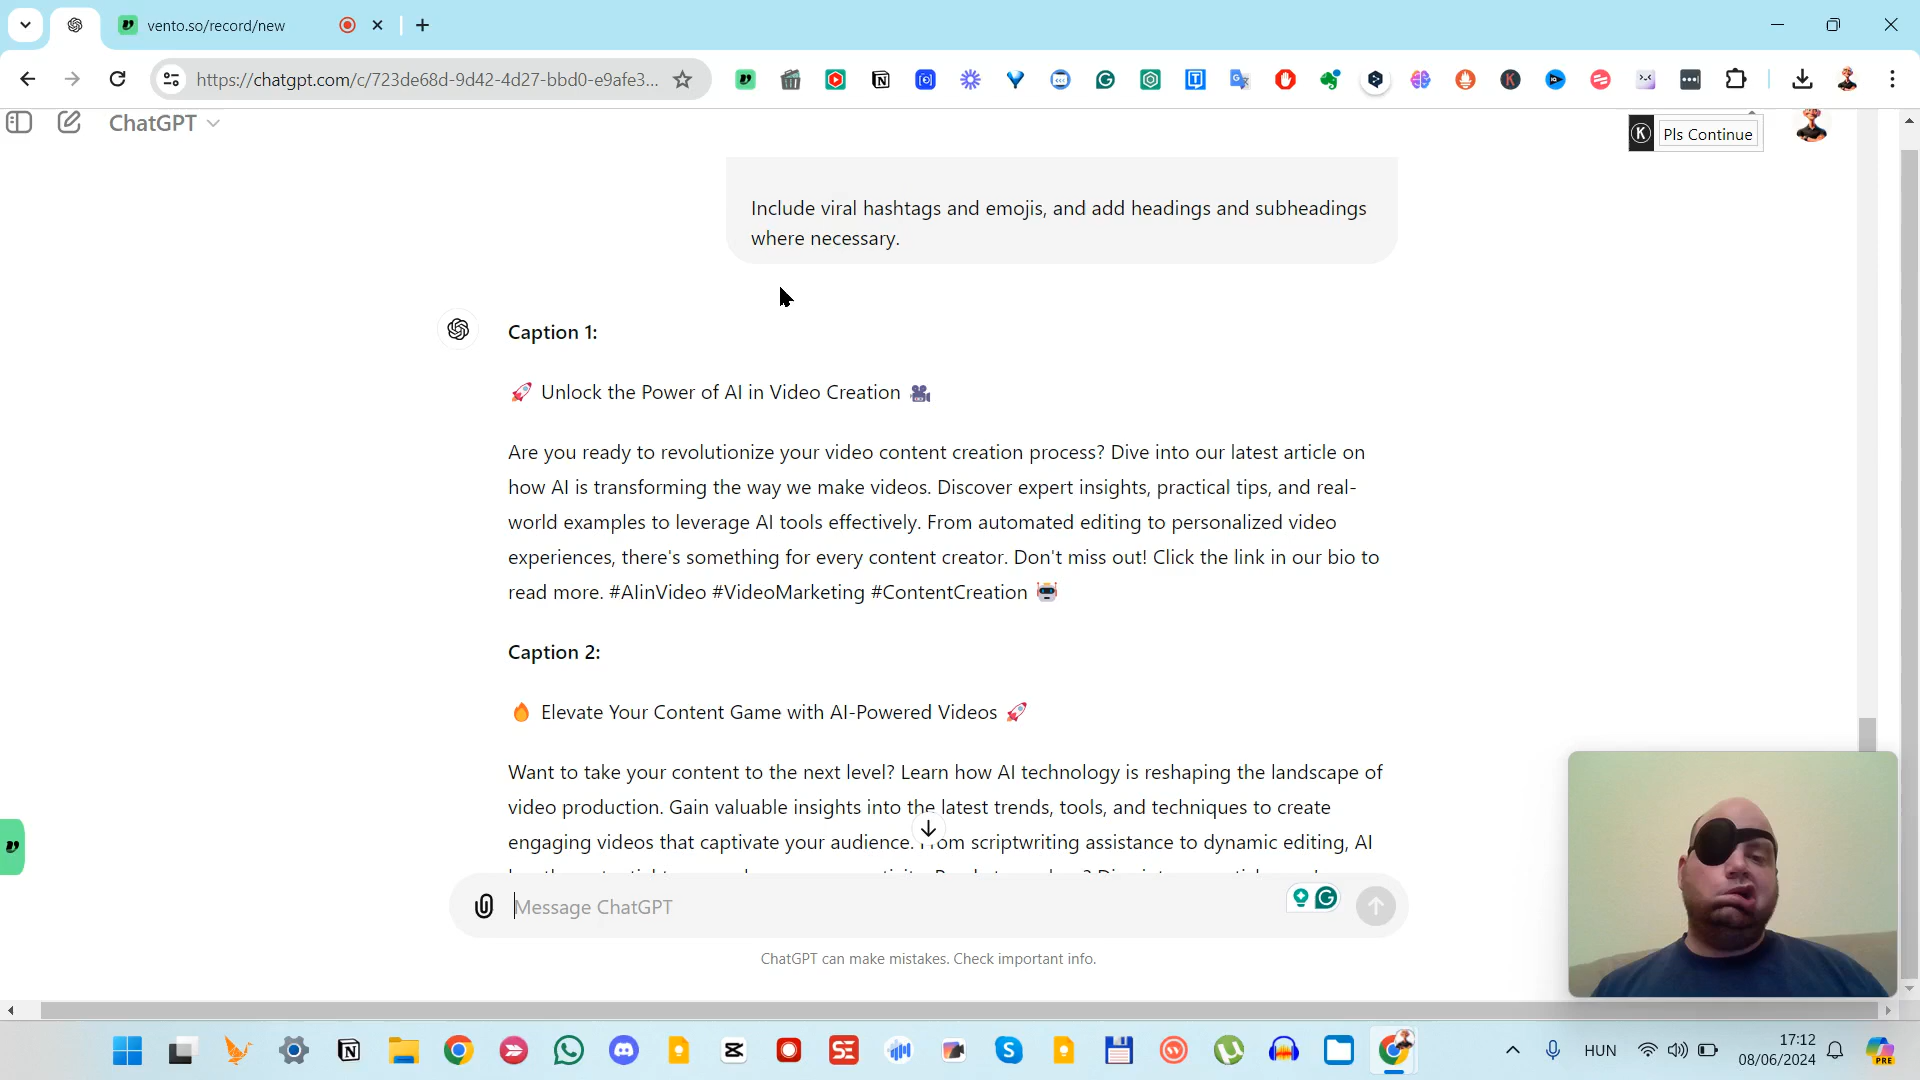 vento.so/record/new
https://chatgpt.com/c/723de68d-9d42-4d27-bbd0-e9afe3...
ChatGPT
Pls Continue
Include viral hashtags and emojis, and add headings and subheadings
where necessary.
Caption 1:
🚀 Unlock the Power of AI in Video Creation 🎥
Are you ready to revolutionize your video content creation process? Dive into our latest article on
how AI is transforming the way we make videos. Discover expert insights, practical tips, and real-
world examples to leverage AI tools effectively. From automated editing to personalized video
experiences, there's something for every content creator. Don't miss out! Click the link in our bio to
read more. #AIinVideo #VideoMarketing #ContentCreation 🤖
Caption 2:
🔥 Elevate Your Content Game with AI-Powered Videos 🚀
Want to take your content to the next level? Learn how AI technology is reshaping the landscape of
video production. Gain valuable insights into the latest trends, tools, and techniques to create
engaging videos that captivate your audience. From scriptwriting assistance to dynamic editing, AI
Message ChatGPT
ChatGPT can make mistakes. Check important info.
HUN
17:12
08/06/2024